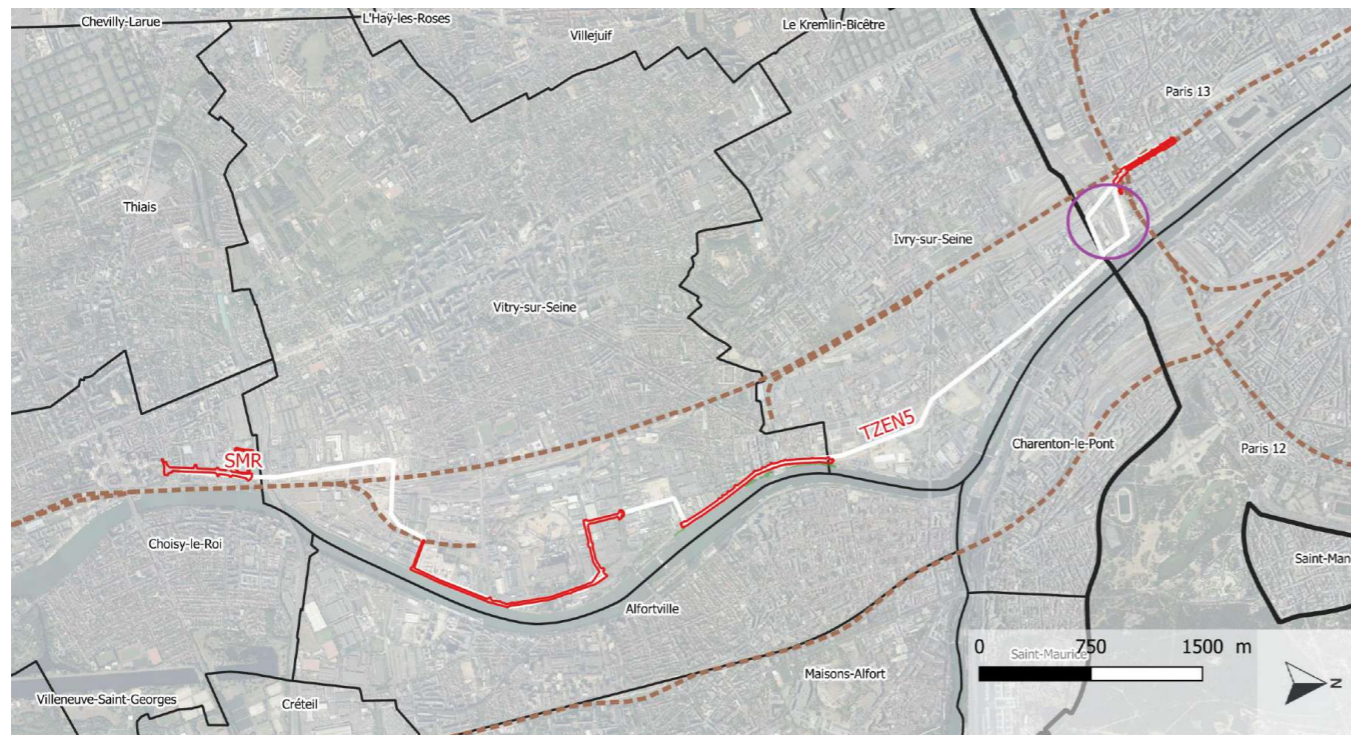 Chevilly-Larue
L'Haÿ-les-Roses
Villejuif
Le Kremlin-Bicêtre
Paris 13
Thiais
Ivry-sur-Seine
Vitry-sur-Seine
TZEN5
SMR
Charenton-le-Pont
Paris 12
Choisy-le-Roi
Saint-Man
Alfortville
0 750 1500 m
Saint-Maurice
Maisons-Alfort
Villeneuve-Saint-Georges
Créteil
N